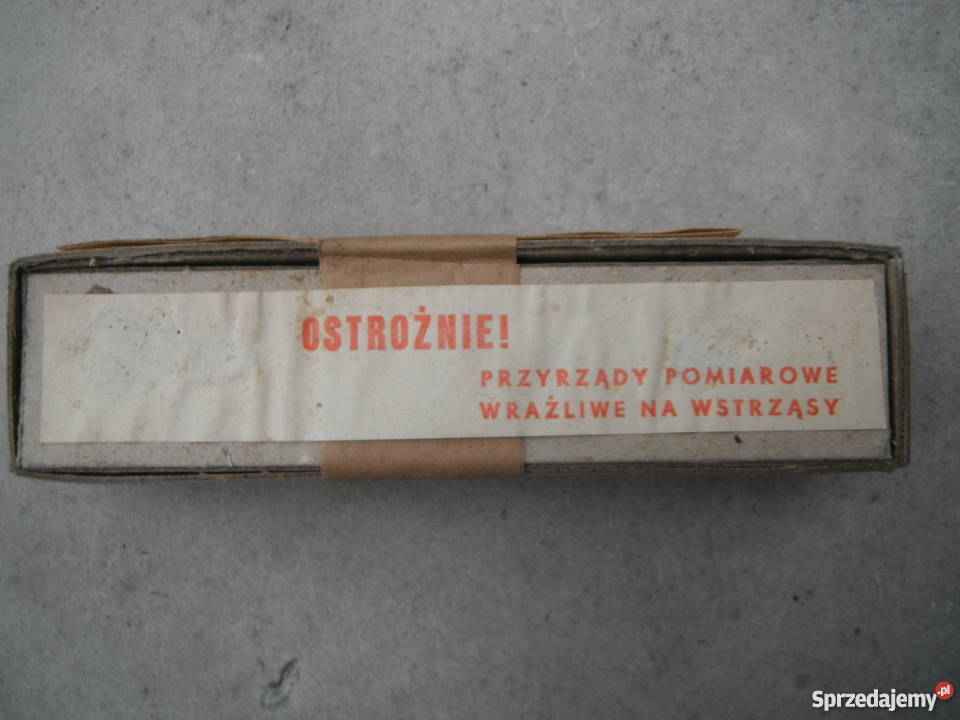 OSTROŻNIE!
PRZYRZĄDY POMIAROWE
WRAŻLIWE NA WSTRZĄSY
Sprzedajemy.pl